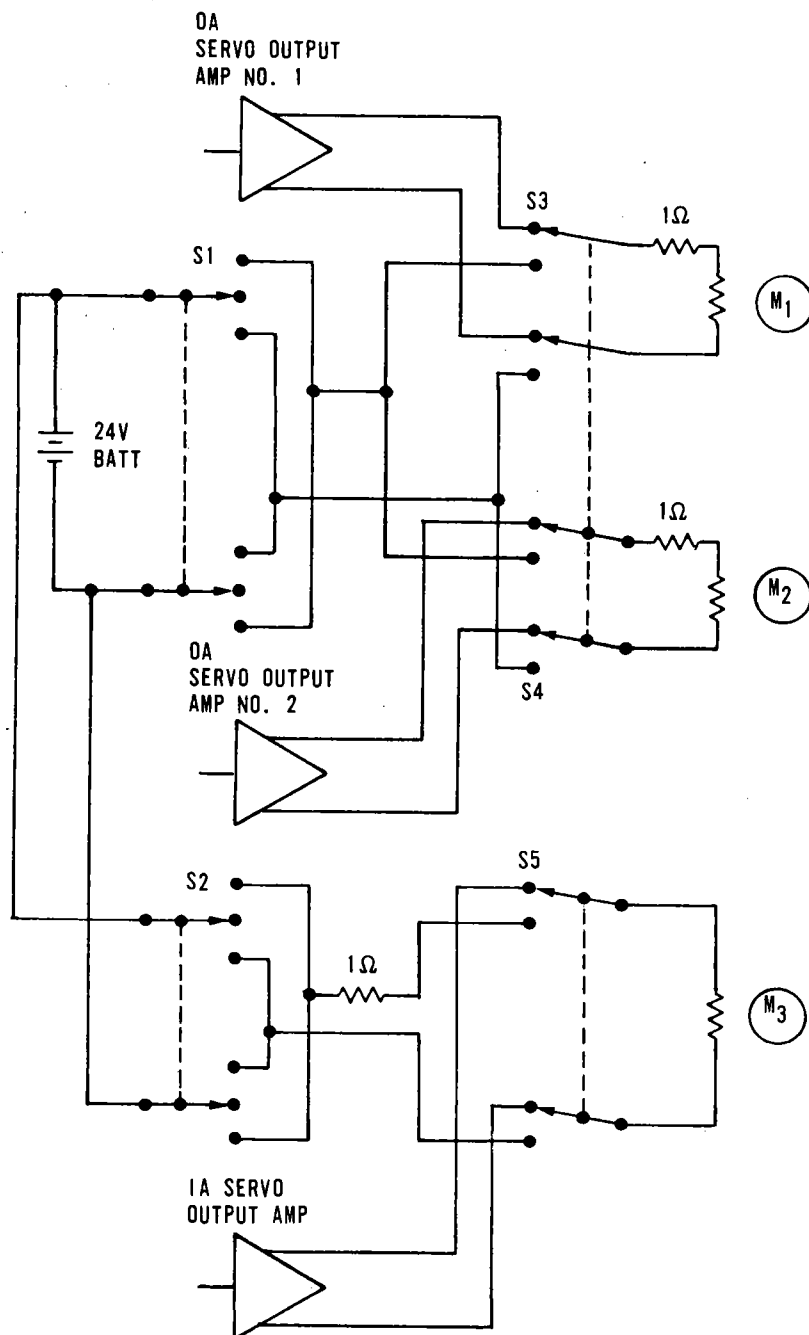 OA
SERVO OUTPUT
AMP NO. 1
S3
1Ω
S1
M1
24V
BATT
1Ω
M2
OA
SERVO OUTPUT
AMP NO. 2
S4
S2
S5
1Ω
M3
IA SERVO
OUTPUT AMP